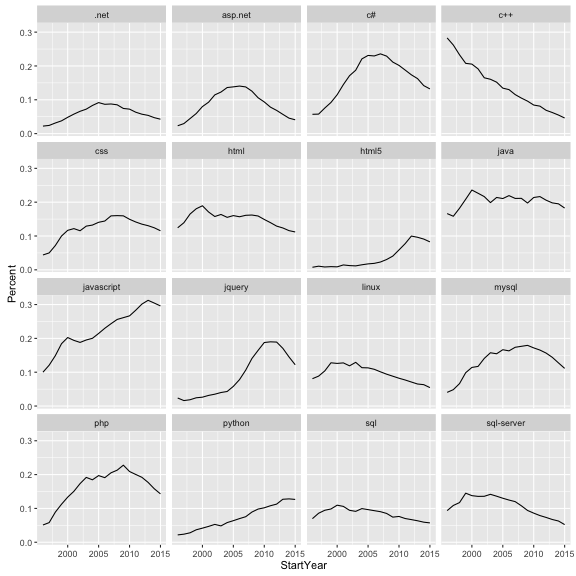 .net asp.net c# c++
0.3
0.2
0.1
0.0
css html html5 java
0.3
0.2
0.1
0.0
Percent
javascript jquery linux mysql
0.3
0.2
0.1
0.0
php python sql sql-server
0.3
0.2
0.1
0.0
2000 2005 2010 2015 2000 2005 2010 2015 2000 2005 2010 2015 2000 2005 2010 2015
StartYear